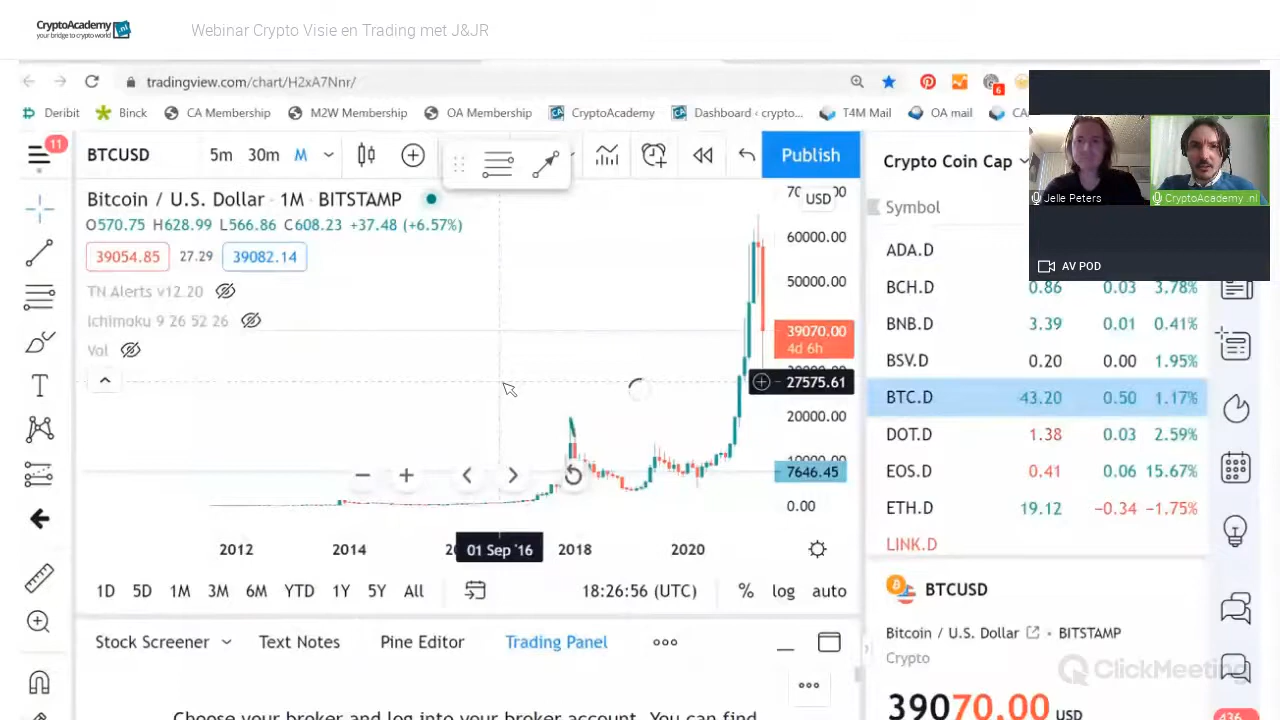 CryptoAcademy .nl
your bridge to crypto world
Webinar Crypto Visie en Trading met J&JR
tradingview.com/chart/H2xA7Nnr/
6
Deribit Binck CA Membership M2W Membership OA Membership CryptoAcademy Dashboard - crypto... T4M Mail OA mail
11
BTCUSD 5m 30m M Publish
Crypto Coin Cap
Jelle Peters CryptoAcademy .nl
AV POD
Bitcoin / U.S. Dollar · 1M · BITSTAMP
O570.75 H628.99 L566.86 C608.23 +37.48 (+6.57%)
39054.85 27.29 39082.14
TN Alerts v12.20
Ichimoku 9 26 52 26
Vol
USD
60000.00
50000.00
39070.00
4d 6h
27575.61
20000.00
7646.45
0.00
2012 2014 01 Sep '16 2018 2020
1D 5D 1M 3M 6M YTD 1Y 5Y All 18:26:56 (UTC) % log auto
Stock Screener Text Notes Pine Editor Trading Panel
Choose your broker and log into your broker account. You can find
Symbol
ADA.D
BCH.D 0.86 0.03 3.78%
BNB.D 3.39 0.01 0.41%
BSV.D 0.20 0.00 1.95%
BTC.D 43.20 0.50 1.17%
DOT.D 1.38 0.03 2.59%
EOS.D 0.41 0.06 15.67%
ETH.D 19.12 −0.34 −1.75%
LINK.D
BTCUSD
Bitcoin / U.S. Dollar · BITSTAMP
Crypto
ClickMeeting
39070.00 USD
436